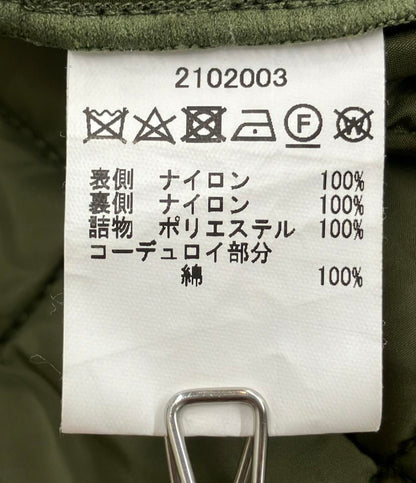 2102003
F W
表側 ナイロン 100%
裏側 ナイロン 100%
詰物 ポリエステル 100%
コーデュロイ部分
綿 100%